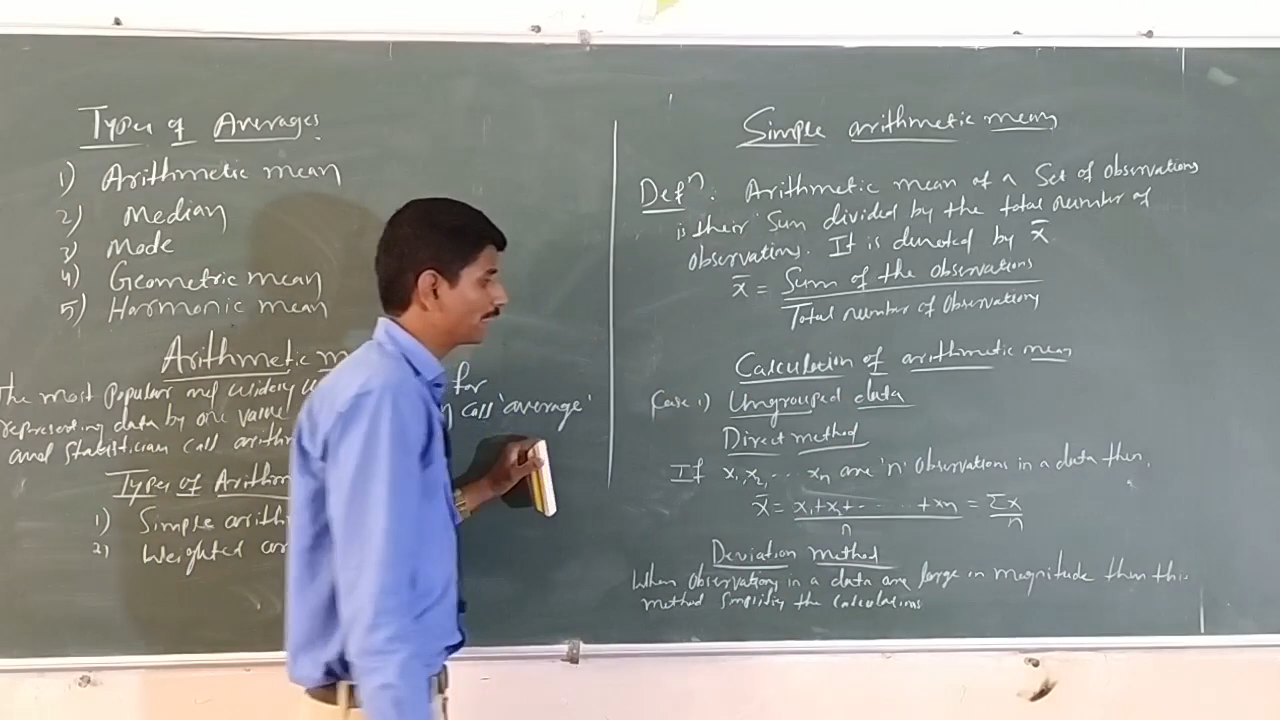 Types of Averages
1) Arithmetic mean
2) Median
3) Mode
4) Geometric mean
5) Harmonic mean
Arithmetic m
The most Popular and widely u for
representing data by one value y call 'average'
and statistician call arith
Types of Arithm
1) Simple arith
2) Weighted ar
Simple arithmetic mean
Defⁿ: Arithmetic mean of a set of observations
is their sum divided by the total number of
observations. It is denoted by x̄
x̄ = Sum of the observations
Total number of observations
Calculation of arithmetic mean
Case 1) Ungrouped data
Direct method
If x₁, x₂, ... xₙ are 'n' observations in a data then,
x̄ = x₁+x₂+ ..... +xn = Σx
n n
Deviation method
When observations in a data are large in magnitude then this
method simplifies the calculations